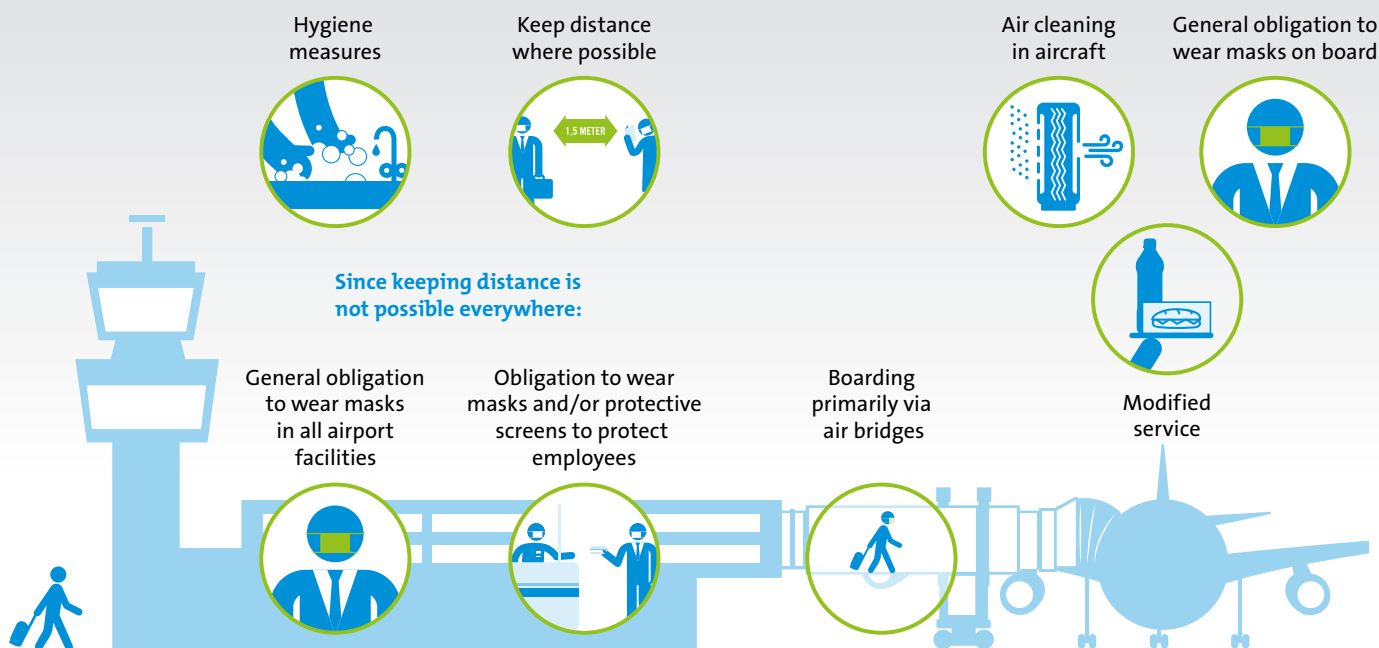 Hygiene
measures
Keep distance
where possible
1,5 METER
Air cleaning
in aircraft
General obligation to
wear masks on board
Since keeping distance is
not possible everywhere:
General obligation
to wear masks
in all airport
facilities
Obligation to wear
masks and/or protective
screens to protect
employees
Boarding
primarily via
air bridges
Modified
service